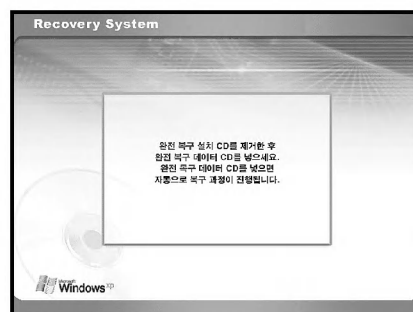 Recovery System
완전 복구 설치 CD를 제거한 후
완전 복구 데이터 CD를 넣으세요.
완전 복구 데이터 CD를 넣으면
자동으로 복구 과정이 진행됩니다.
Microsoft
Windows xp